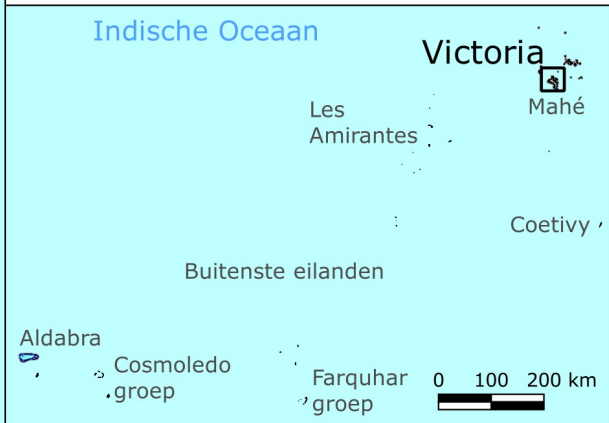 Indische Oceaan
Victoria
Mahé
Les
Amirantes
Coetivy
Buitenste eilanden
Aldabra
Cosmoledo
groep
Farquhar
groep
0 100 200 km